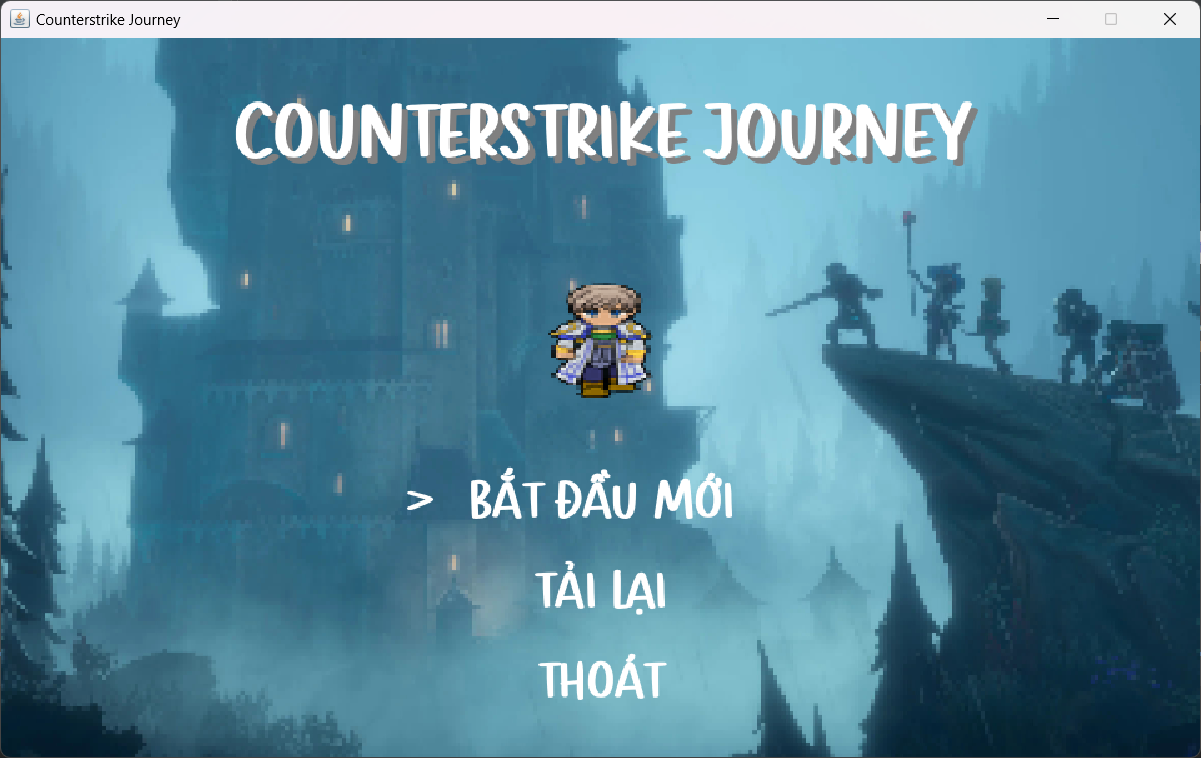 Counterstrike Journey
COUNTERSTRIKE JOURNEY
> BẮT ĐẦU MỚI
TẢI LẠI
THOÁT